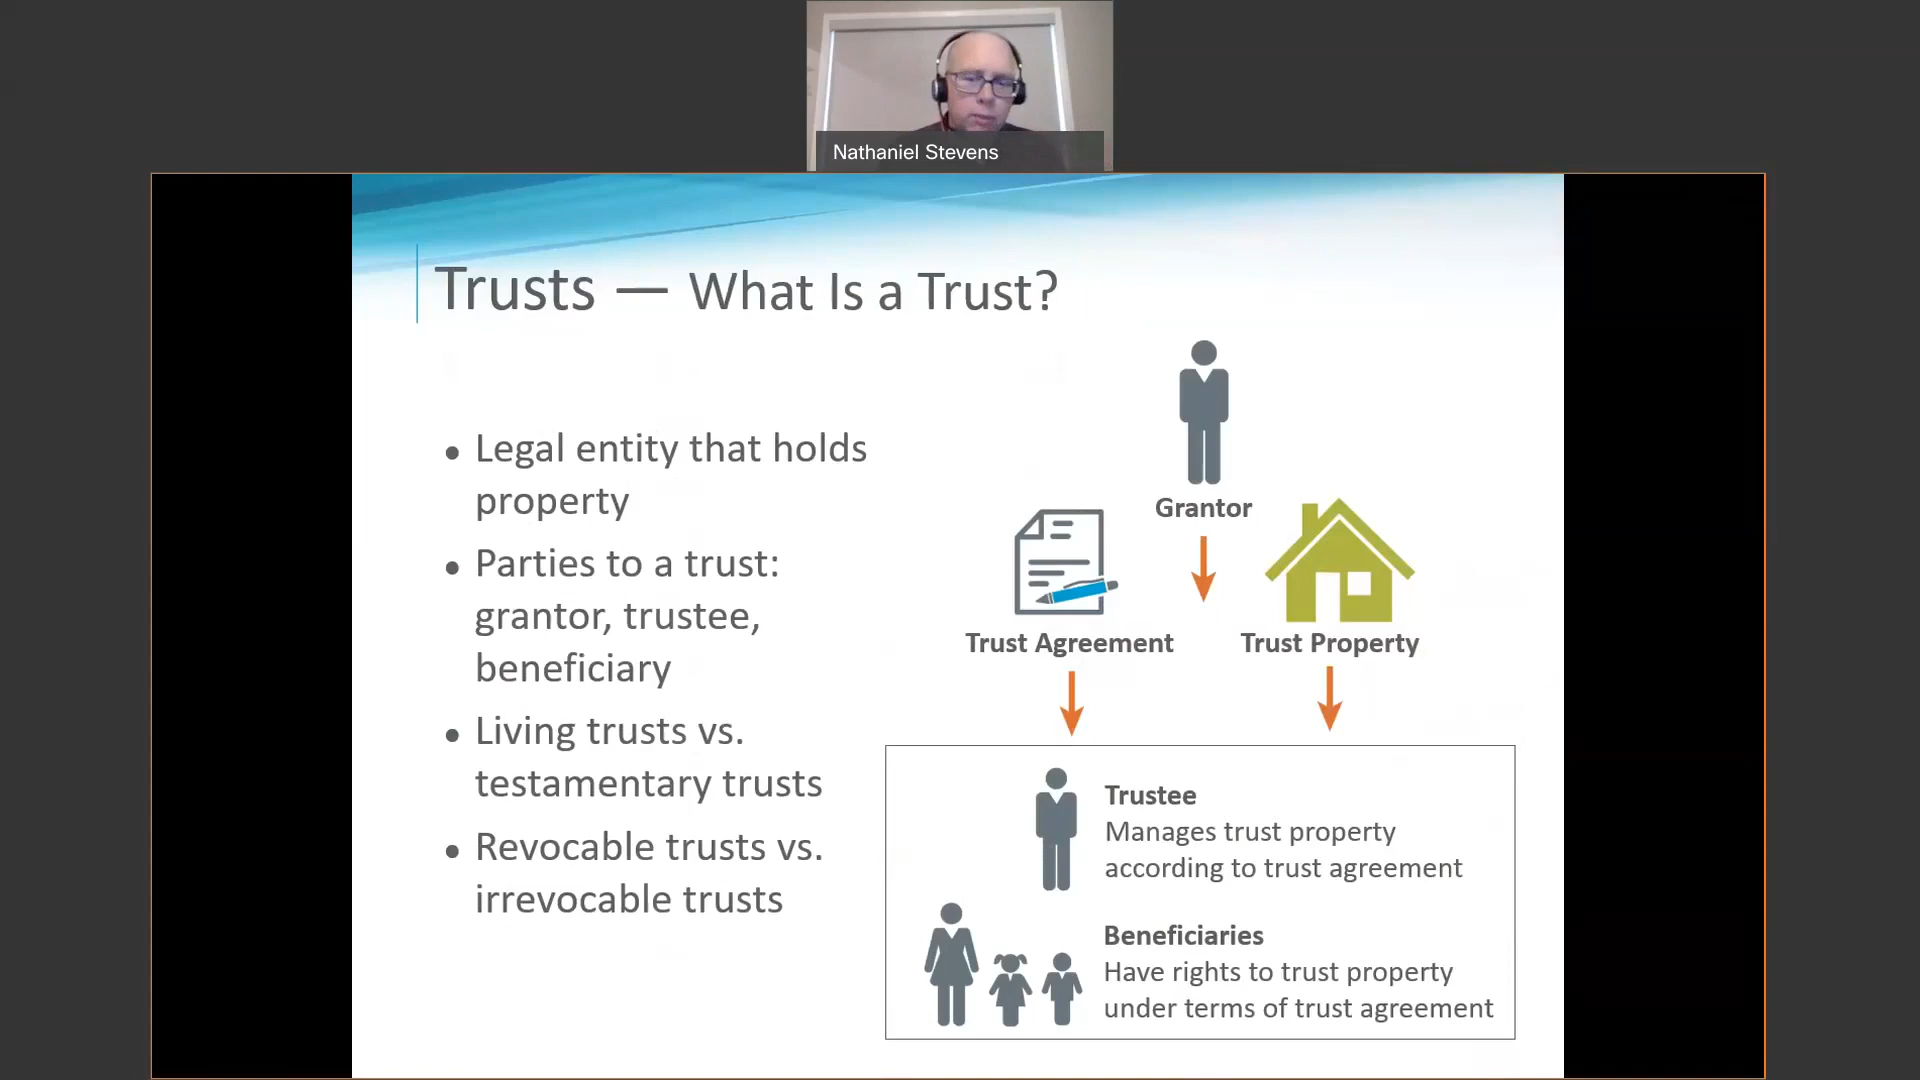 Nathaniel Stevens
Trusts — What Is a Trust?
• Legal entity that holds
property
• Parties to a trust:
grantor, trustee,
beneficiary
• Living trusts vs.
testamentary trusts
• Revocable trusts vs.
irrevocable trusts
Grantor
Trust Agreement
Trust Property
Trustee
Manages trust property
according to trust agreement
Beneficiaries
Have rights to trust property
under terms of trust agreement